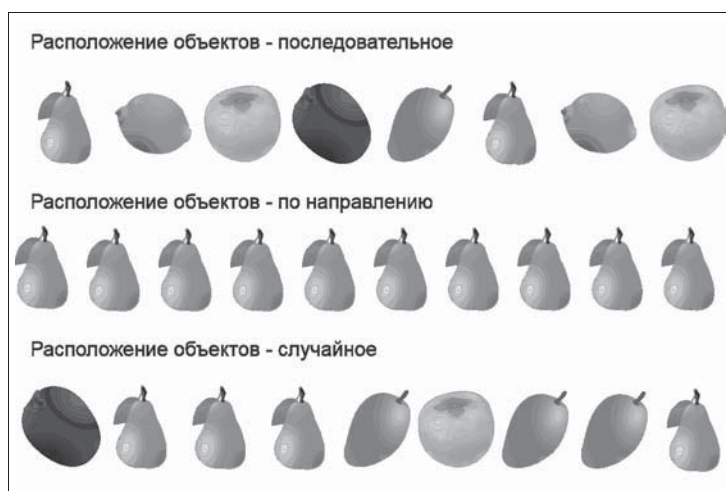 Расположение объектов - последовательное
Расположение объектов - по направлению
Расположение объектов - случайное